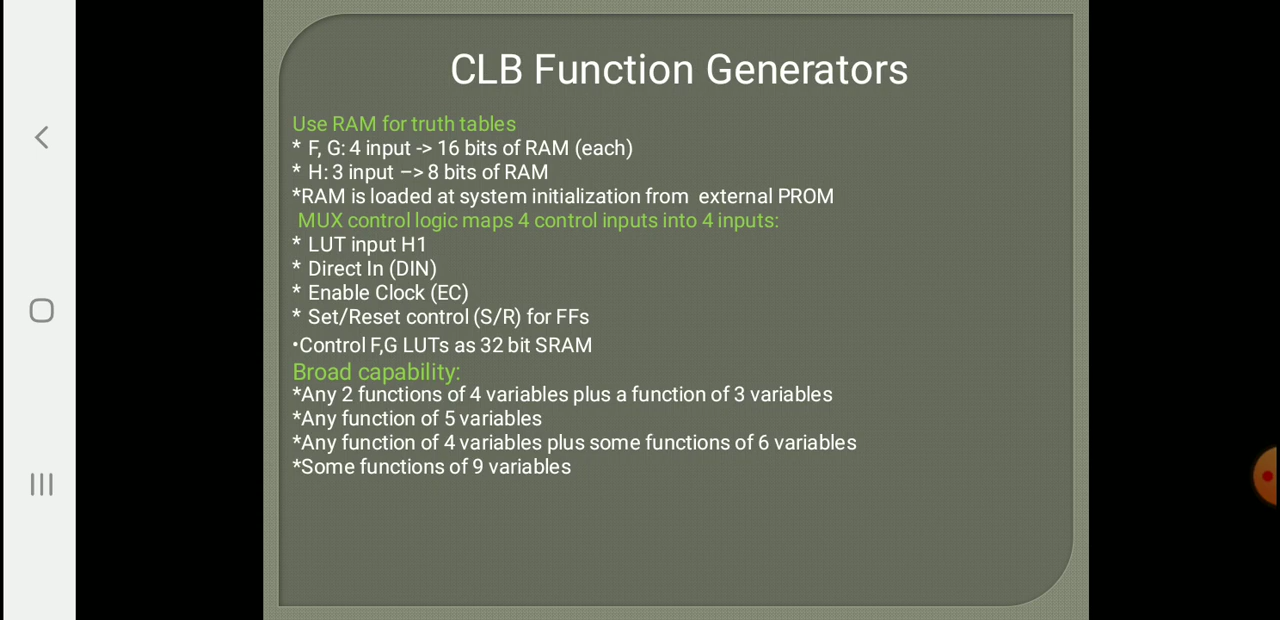 CLB Function Generators
Use RAM for truth tables
* F, G: 4 input -> 16 bits of RAM (each)
* H: 3 input –> 8 bits of RAM
*RAM is loaded at system initialization from  external PROM
MUX control logic maps 4 control inputs into 4 inputs:
* LUT input H1
* Direct In (DIN)
* Enable Clock (EC)
* Set/Reset control (S/R) for FFs
•Control F,G LUTs as 32 bit SRAM
Broad capability:
*Any 2 functions of 4 variables plus a function of 3 variables
*Any function of 5 variables
*Any function of 4 variables plus some functions of 6 variables
*Some functions of 9 variables